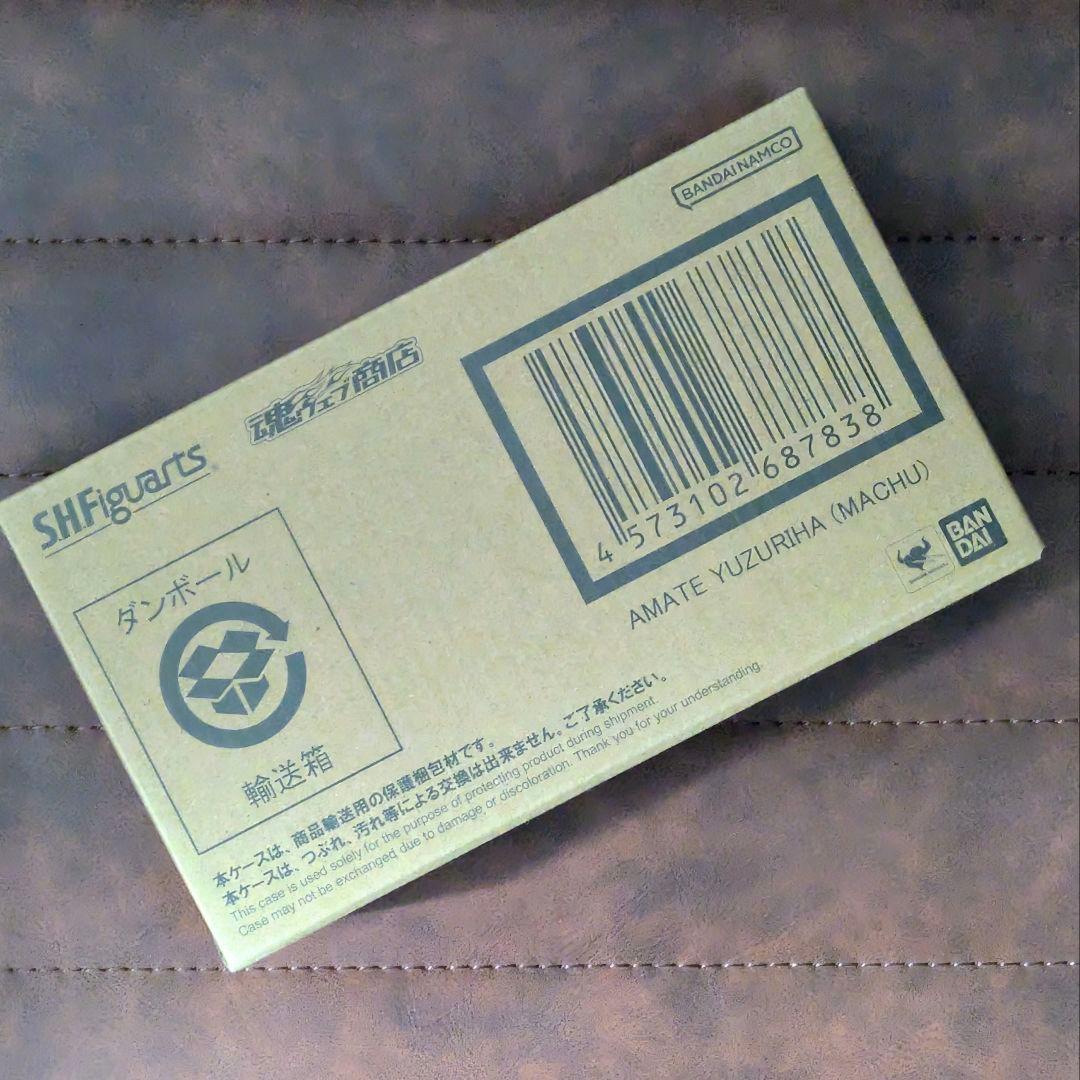 BANDAI NAMCO
魂ウェブ商店
S.H.Figuarts
4 573102 687838
AMATE YUZURIHA (MACHU)
BAN
DAI
ダンボール
輸送箱
本ケースは、商品輸送用の保護梱包材です。
本ケースは、つぶれ、汚れ等による交換は出来ません。ご了承ください。
This case is used solely for the purpose of protecting product during shipment.
Case may not be exchanged due to damage or discoloration. Thank you for your understanding.